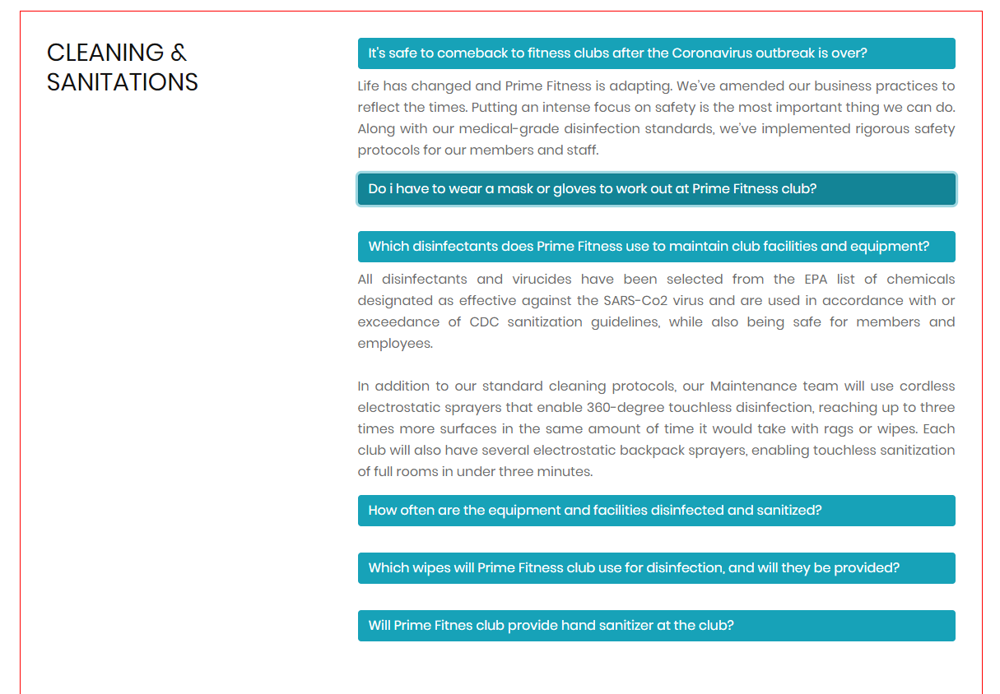 CLEANING &
SANITATIONS
It's safe to comeback to fitness clubs after the Coronavirus outbreak is over?
Life has changed and Prime Fitness is adapting. We've amended our business practices to
reflect the times. Putting an intense focus on safety is the most important thing we can do.
Along with our medical-grade disinfection standards, we've implemented rigorous safety
protocols for our members and staff.
Do i have to wear a mask or gloves to work out at Prime Fitness club?
Which disinfectants does Prime Fitness use to maintain club facilities and equipment?
All disinfectants and virucides have been selected from the EPA list of chemicals
designated as effective against the SARS-Co2 virus and are used in accordance with or
exceedance of CDC sanitization guidelines, while also being safe for members and
employees.
In addition to our standard cleaning protocols, our Maintenance team will use cordless
electrostatic sprayers that enable 360-degree touchless disinfection, reaching up to three
times more surfaces in the same amount of time it would take with rags or wipes. Each
club will also have several electrostatic backpack sprayers, enabling touchless sanitization
of full rooms in under three minutes.
How often are the equipment and facilities disinfected and sanitized?
Which wipes will Prime Fitness club use for disinfection, and will they be provided?
Will Prime Fitnes club provide hand sanitizer at the club?